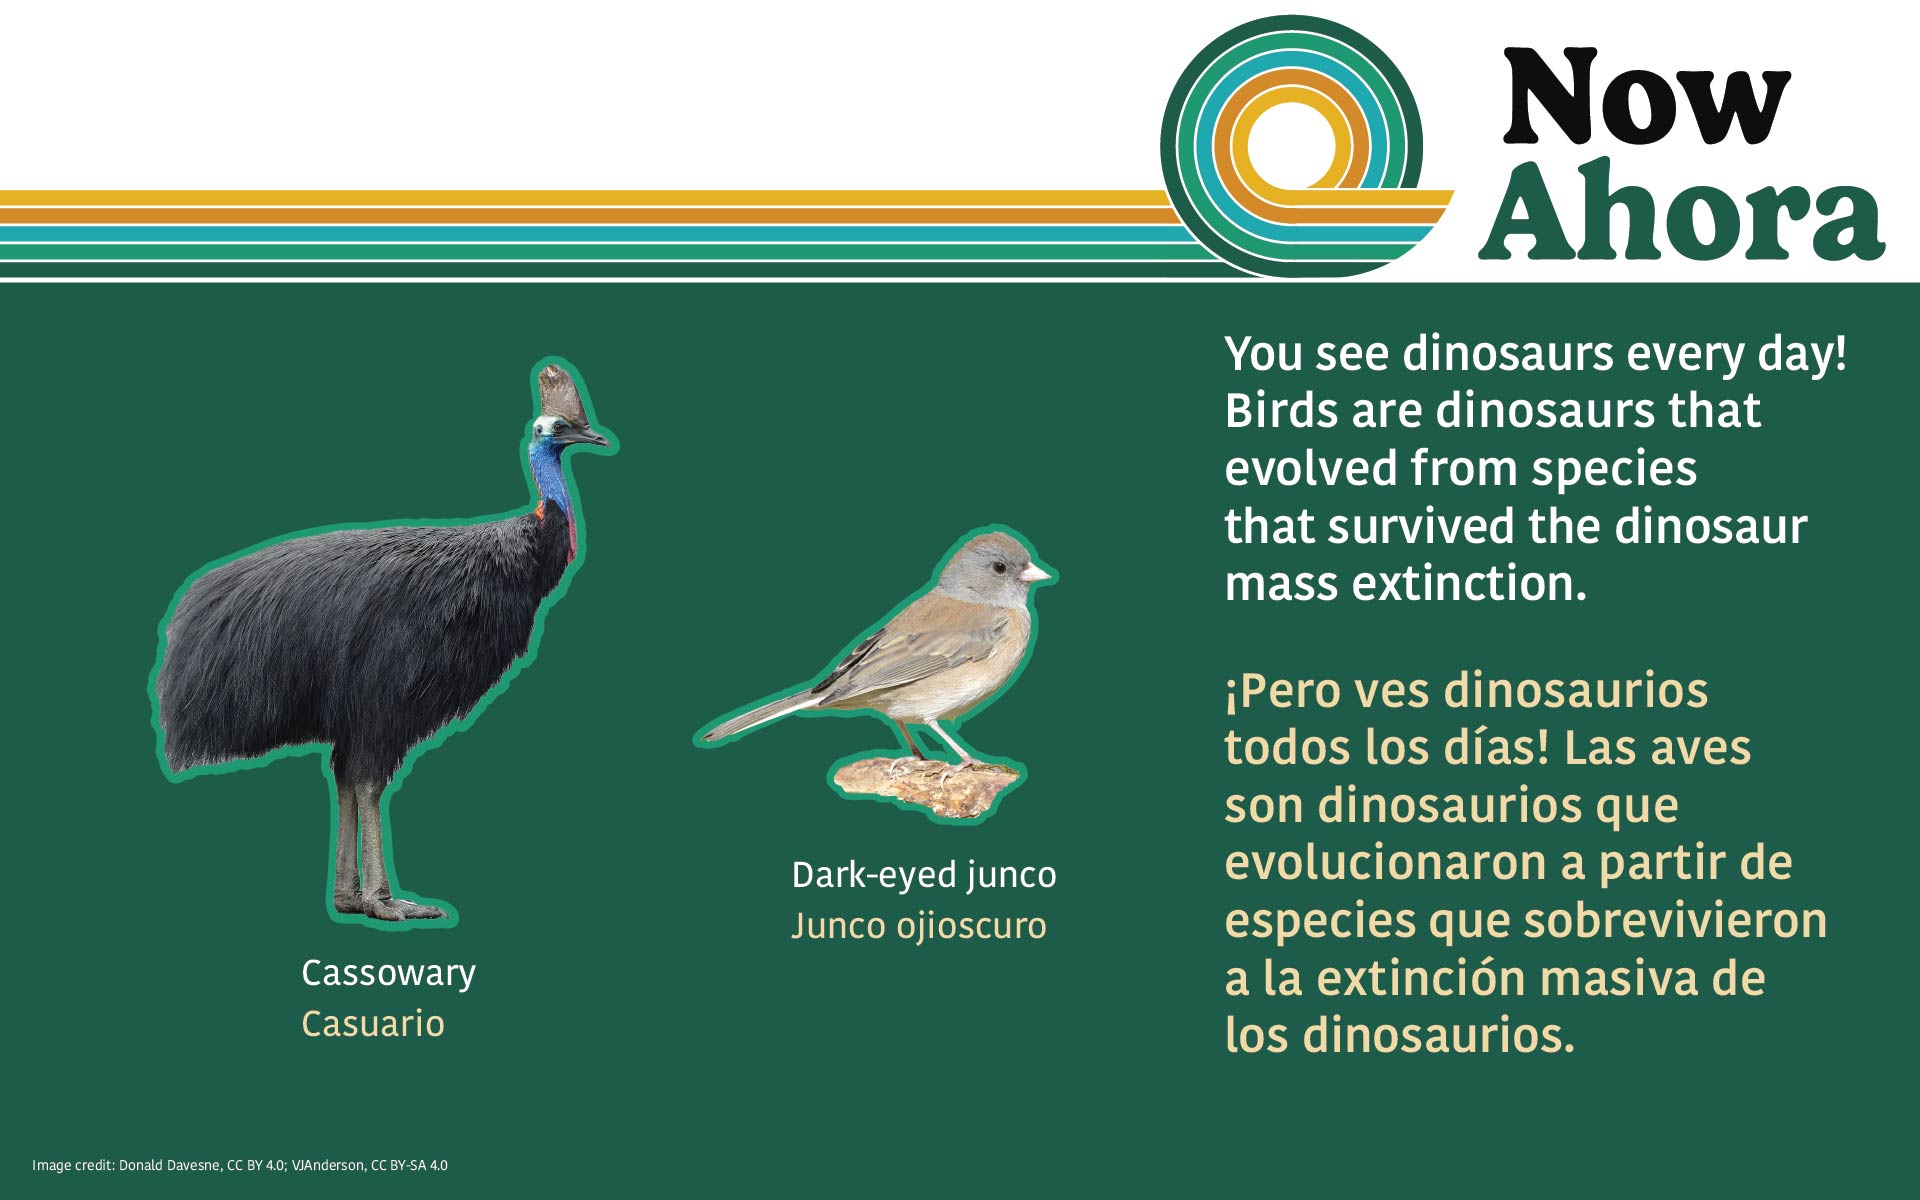 Now
Ahora
You see dinosaurs every day!
Birds are dinosaurs that
evolved from species
that survived the dinosaur
mass extinction.
¡Pero ves dinosaurios
todos los días! Las aves
son dinosaurios que
evolucionaron a partir de
especies que sobrevivieron
a la extinción masiva de
los dinosaurios.
Dark-eyed junco
Junco ojioscuro
Cassowary
Casuario
Image credit: Donald Davesne, CC BY 4.0; VJAnderson, CC BY-SA 4.0